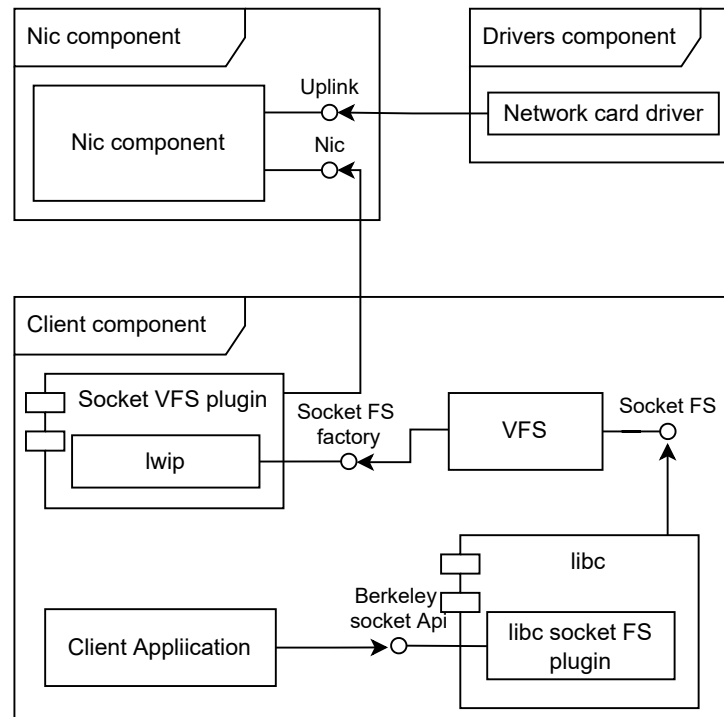 Nic component
Drivers component
Uplink
Nic component
Network card driver
Nic
Client component
Socket VFS plugin
Socket FS
factory
VFS
Socket FS
lwip
libc
Berkeley
socket Api
Client Appliication
libc socket FS
plugin